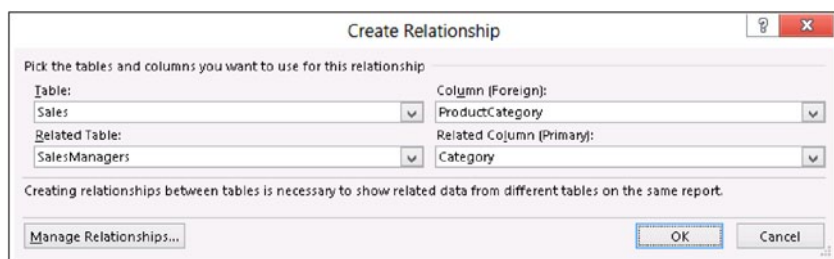 Create Relationship
?
Pick the tables and columns you want to use for this relationship
Table:
Column (Foreign):
Sales
ProductCategory
Related Table:
Related Column (Primary):
SalesManagers
Category
Creating relationships between tables is necessary to show related data from different tables on the same report.
Manage Relationships...
OK
Cancel